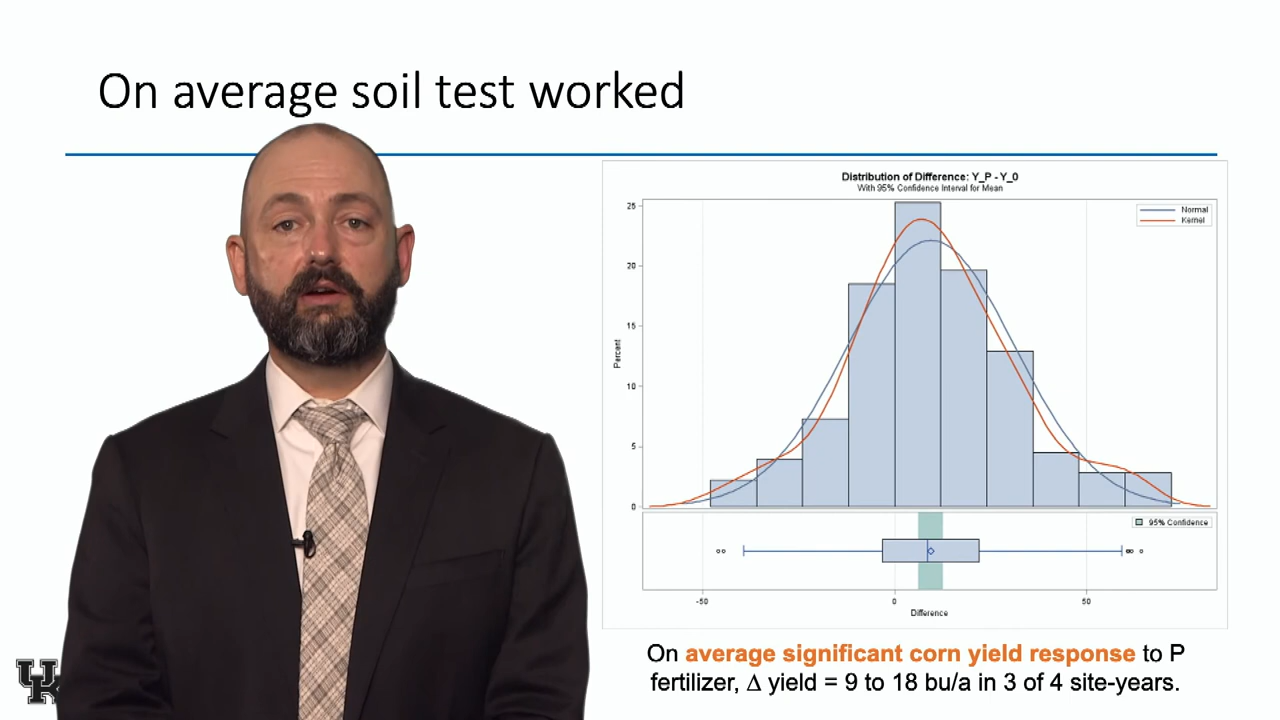 On average soil test worked
Distribution of Difference: Y_P - Y_0
With 95% Confidence Interval for Mean
25
20
15
10
5
0
Percent
Normal
Kernel
95% Confidence
-50
0
50
Difference
On average significant corn yield response to P
fertilizer, Δ yield = 9 to 18 bu/a in 3 of 4 site-years.
UK